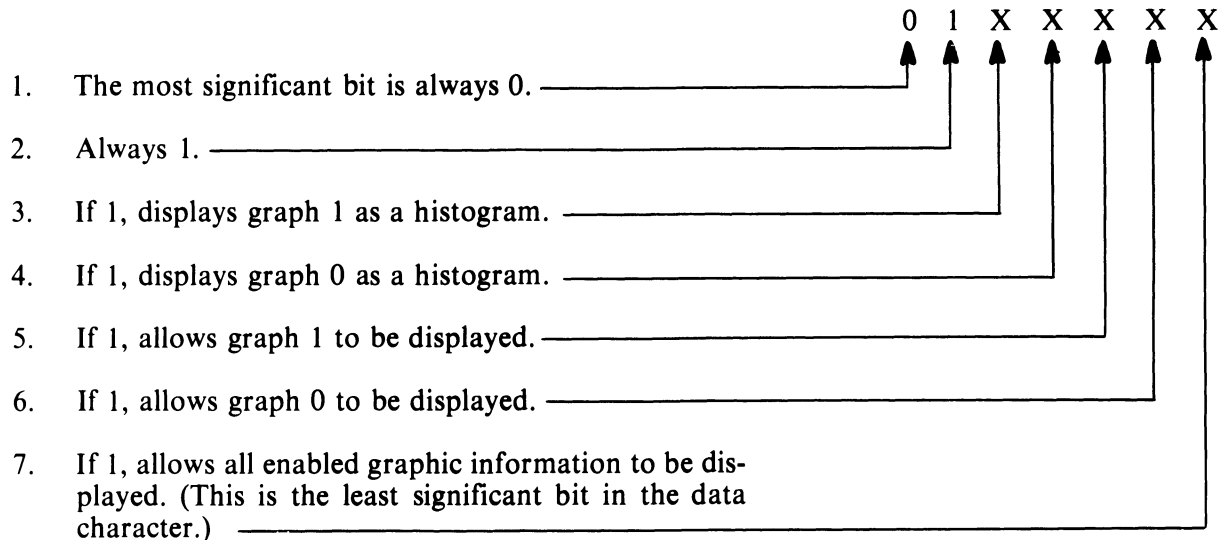 0 1 X X X X X
1. The most significant bit is always 0.
2. Always 1.
3. If 1, displays graph 1 as a histogram.
4. If 1, displays graph 0 as a histogram.
5. If 1, allows graph 1 to be displayed.
6. If 1, allows graph 0 to be displayed.
7. If 1, allows all enabled graphic information to be dis-
played. (This is the least significant bit in the data
character.)